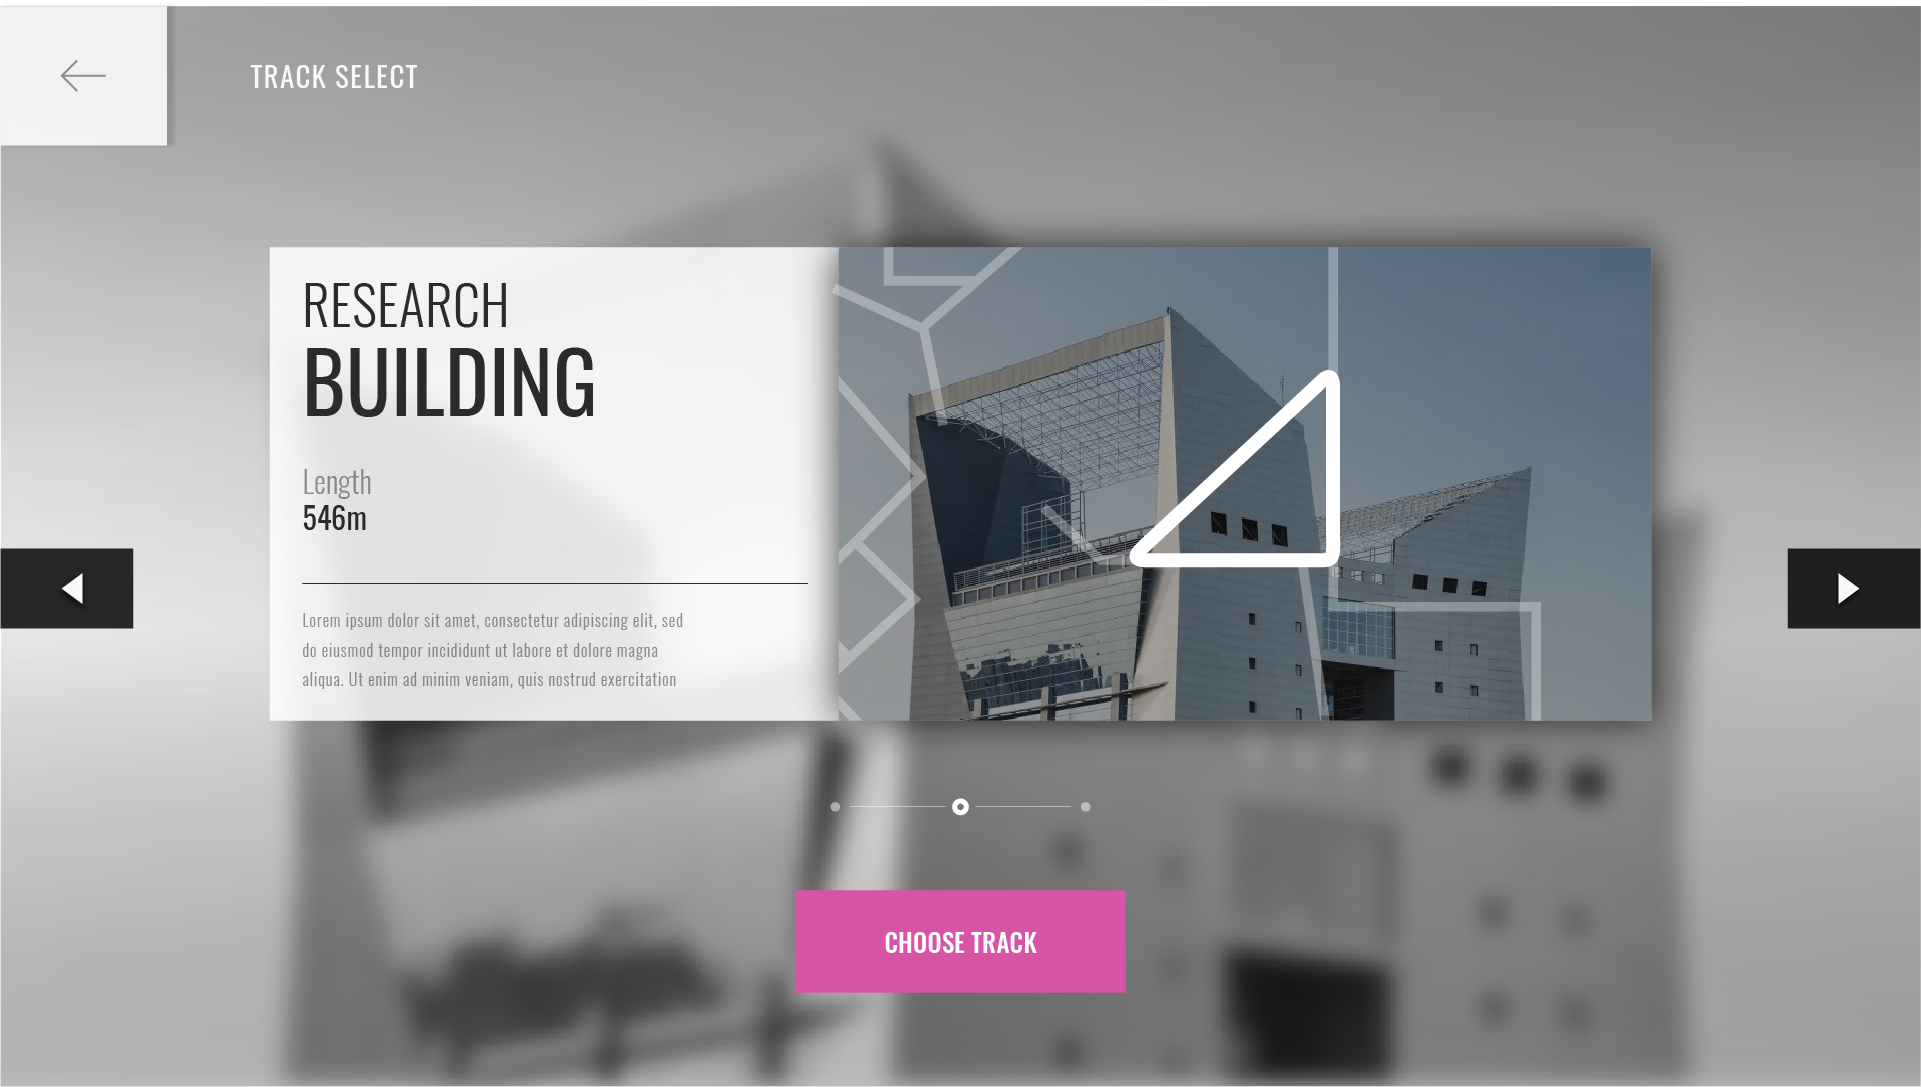 TRACK SELECT
RESEARCH
BUILDING
Length
546m
Lorem ipsum dolor sit amet, consectetur adipiscing elit, sed
do eiusmod tempor incididunt ut labore et dolore magna
aliqua. Ut enim ad minim veniam, quis nostrud exercitation
CHOOSE TRACK